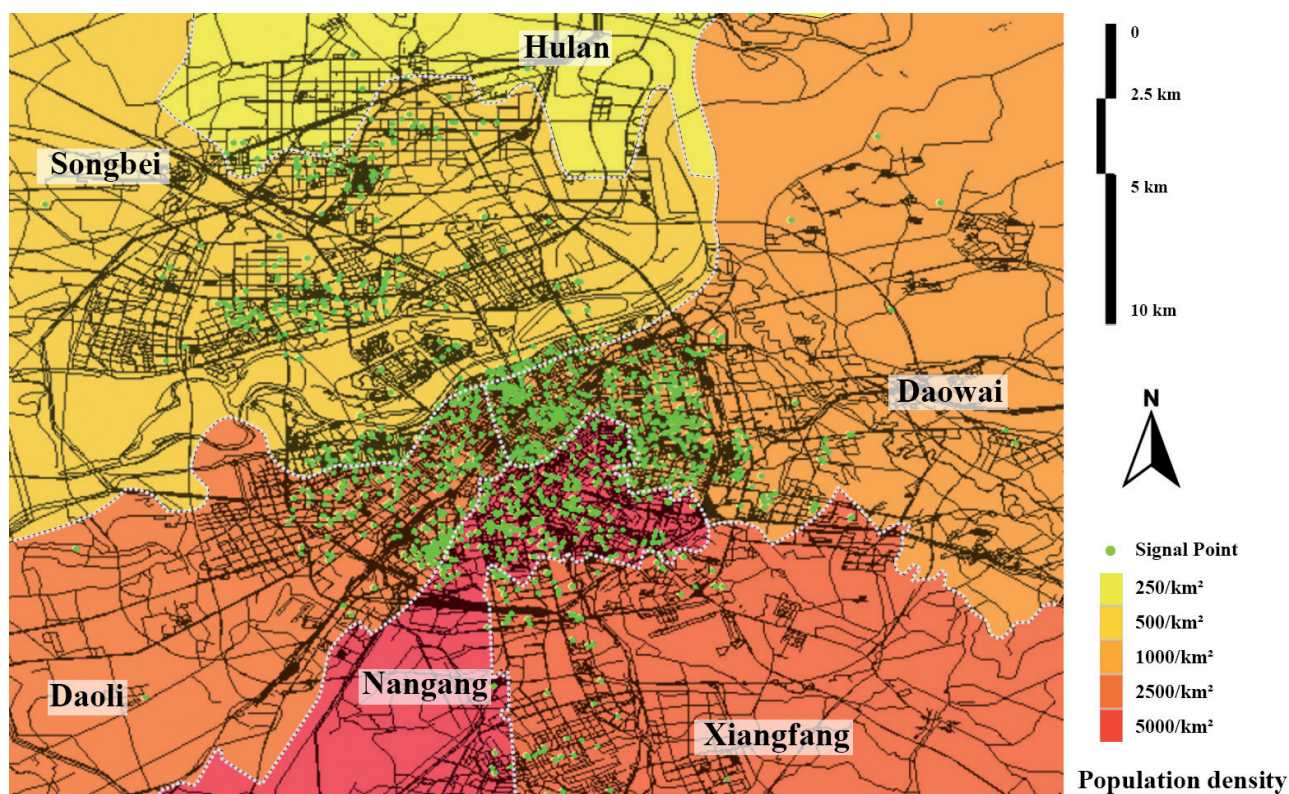 Hulan
Songbei
Daowai
Daoli
Nangang
Xiangfang
0
2.5 km
5 km
10 km
N
Signal Point
250/km²
500/km²
1000/km²
2500/km²
5000/km²
Population density